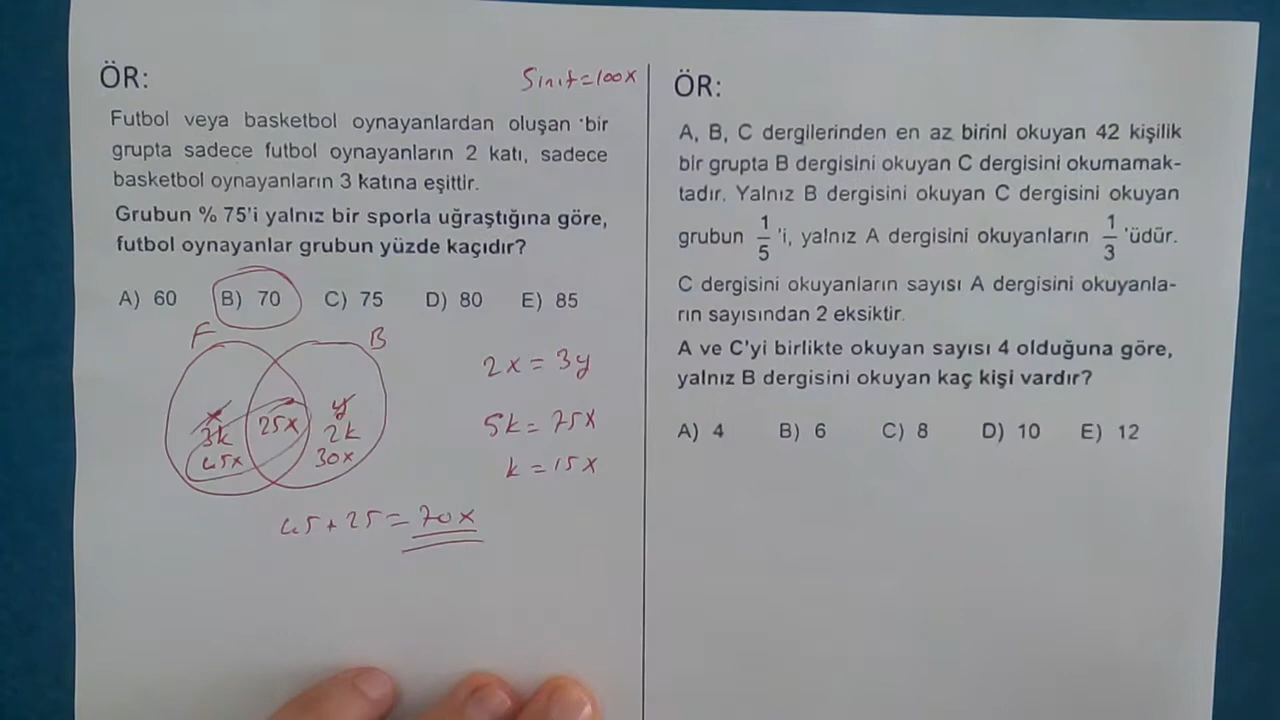 ÖR:
Sınıf=100x
Futbol veya basketbol oynayanlardan oluşan bir
grupta sadece futbol oynayanların 2 katı, sadece
basketbol oynayanların 3 katına eşittir.
Grubun % 75'i yalnız bir sporla uğraştığına göre,
futbol oynayanlar grubun yüzde kaçıdır?
A) 60 B) 70 C) 75 D) 80 E) 85
F B
x 25x y
3k 2k
45x 30x
2x = 3y
5k = 75x
k = 15x
45+25 = 70x
ÖR:
A, B, C dergilerinden en az birini okuyan 42 kişilik
bir grupta B dergisini okuyan C dergisini okumamak-
tadır. Yalnız B dergisini okuyan C dergisini okuyan
grubun 1/5 'i, yalnız A dergisini okuyanların 1/3 'üdür.
C dergisini okuyanların sayısı A dergisini okuyanla-
rın sayısından 2 eksiktir.
A ve C'yi birlikte okuyan sayısı 4 olduğuna göre,
yalnız B dergisini okuyan kaç kişi vardır?
A) 4 B) 6 C) 8 D) 10 E) 12